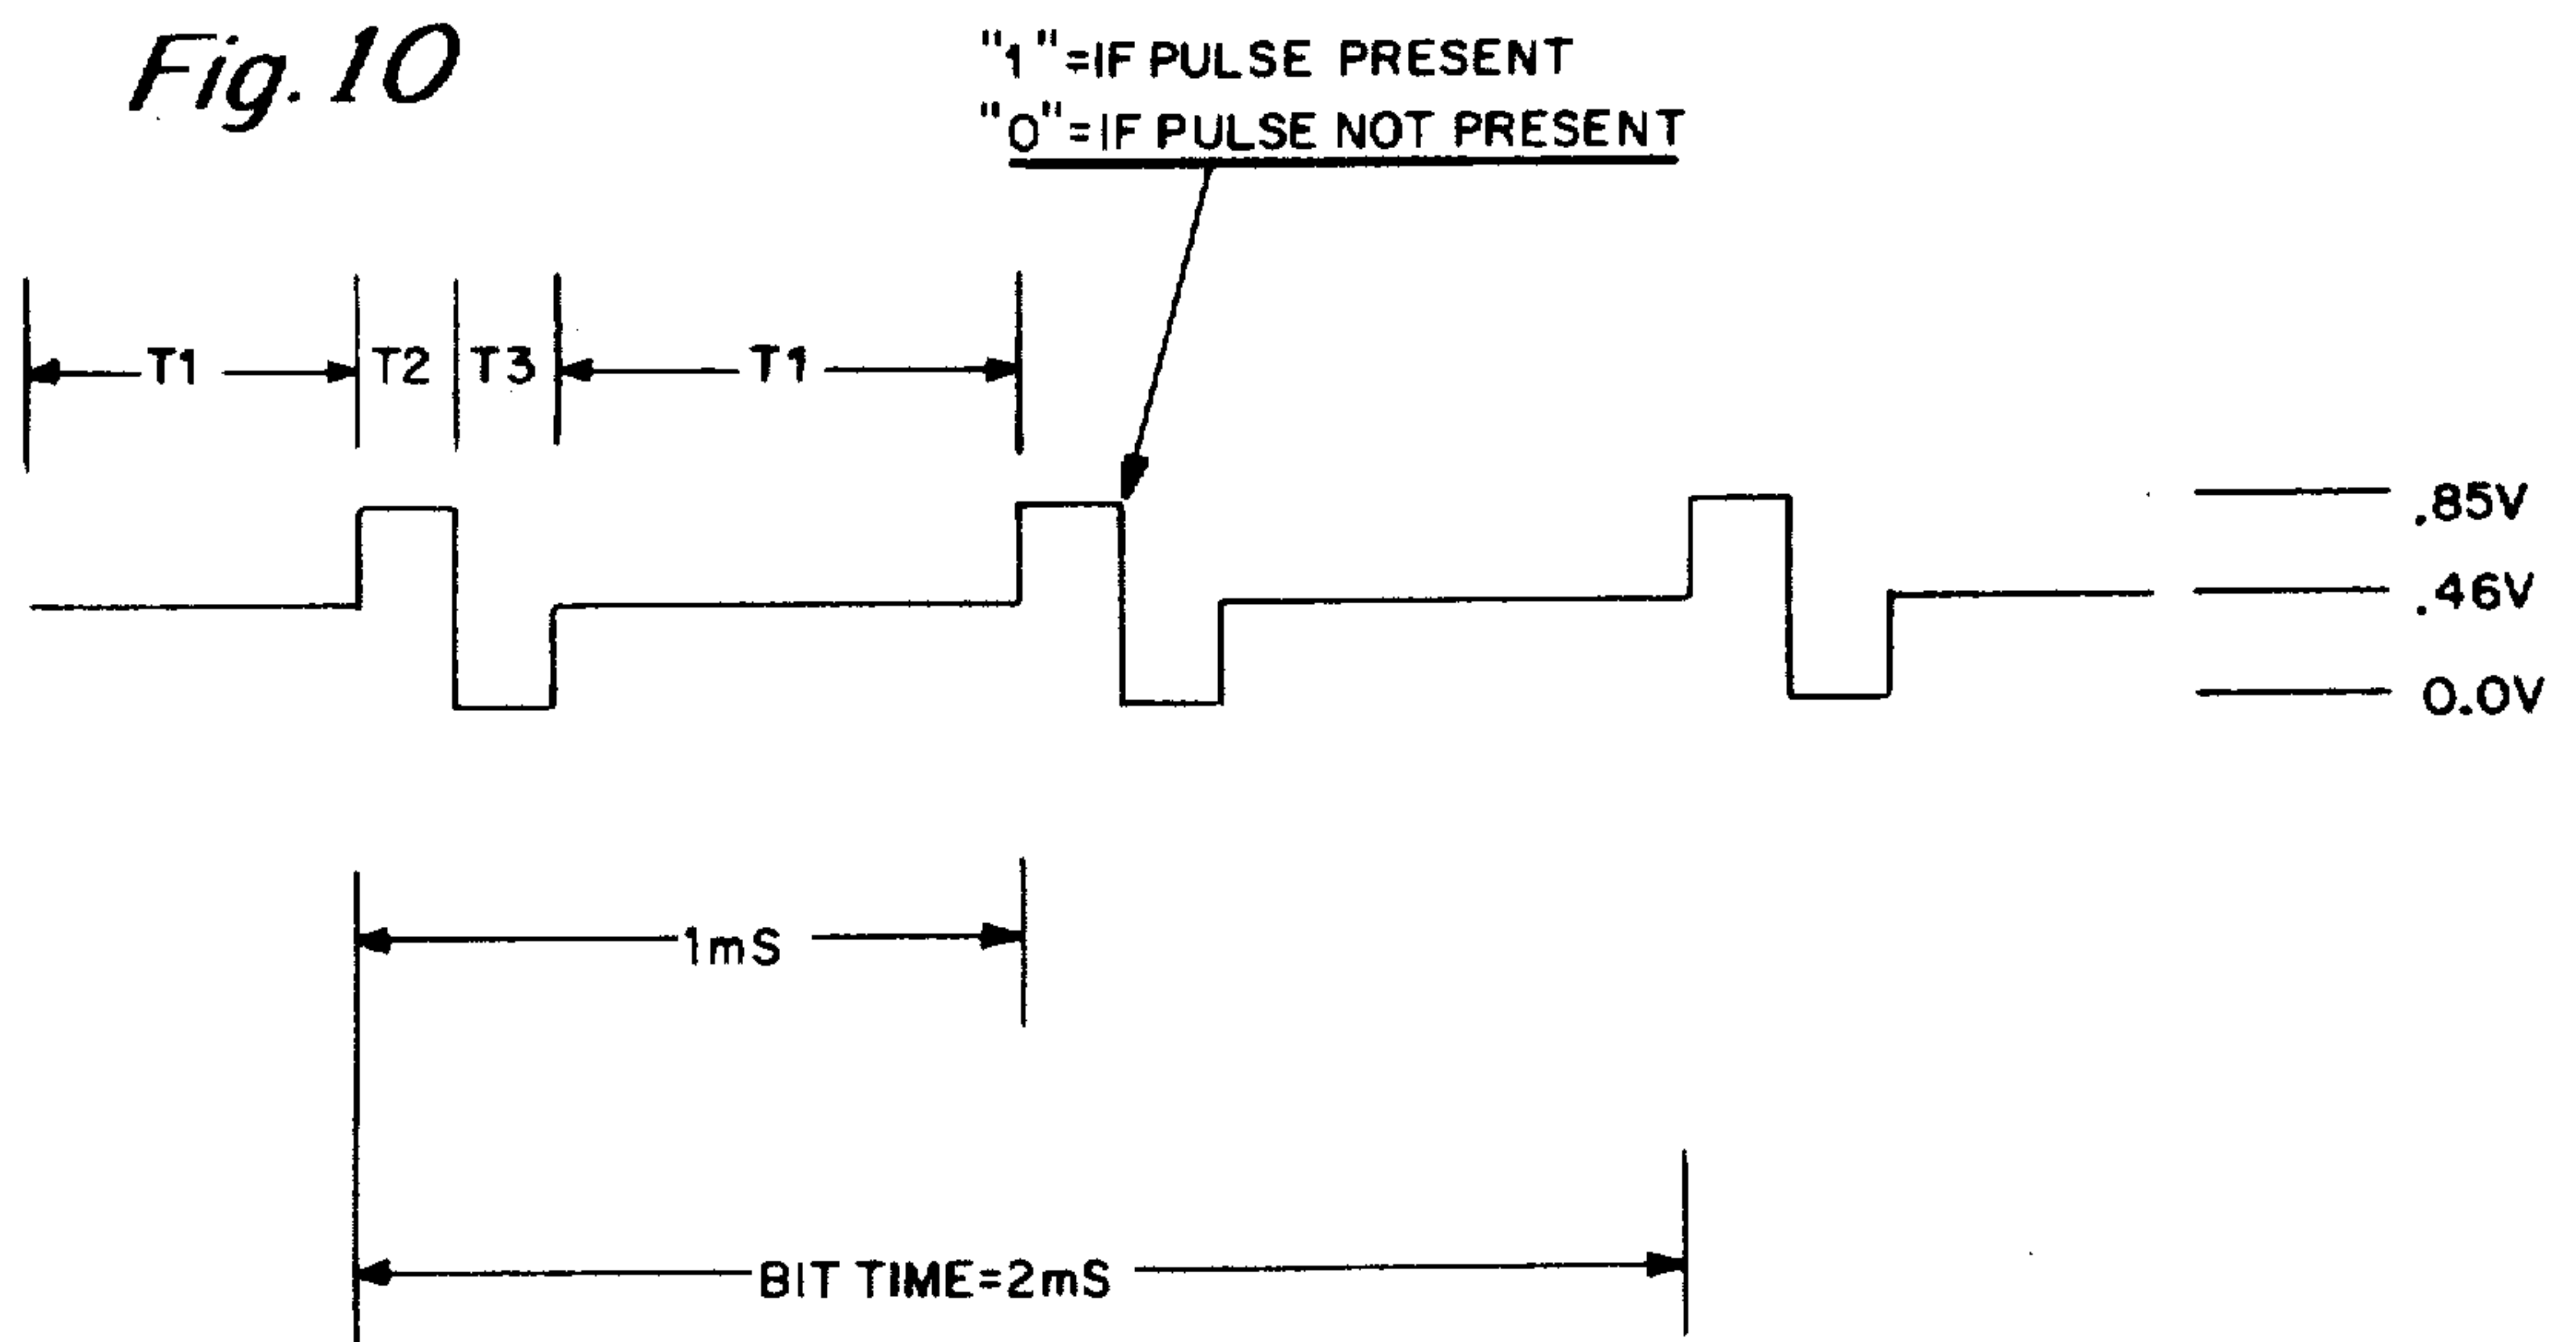 Fig. 10
"1"=IF PULSE PRESENT
"0"=IF PULSE NOT PRESENT
T1 T2 T3 T1
.85V
.46V
0.0V
1mS
BIT TIME=2mS